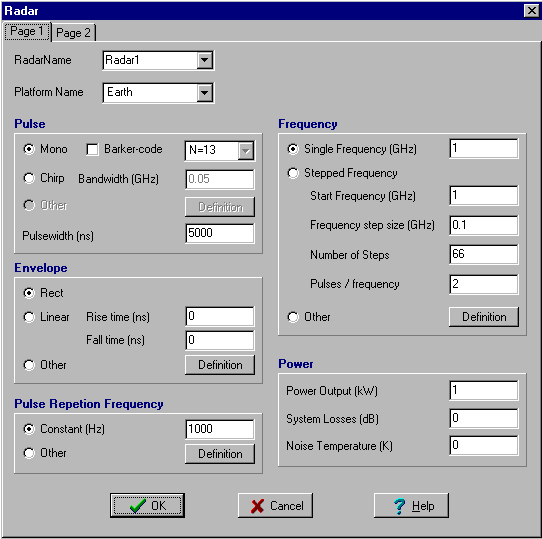 Radar
Page 1 Page 2
RadarName Radar1
Platform Name Earth
Pulse
Mono Barker-code N=13
Chirp Bandwidth (GHz) 0.05
Other Definition
Pulsewidth (ns) 5000
Envelope
Rect
Linear Rise time (ns) 0
Fall time (ns) 0
Other Definition
Pulse Repetion Frequency
Constant (Hz) 1000
Other Definition
Frequency
Single Frequency (GHz) 1
Stepped Frequency
Start Frequency (GHz) 1
Frequency step size (GHz) 0.1
Number of Steps 66
Pulses / frequency 2
Other Definition
Power
Power Output (kW) 1
System Losses (dB) 0
Noise Temperature (K) 0
OK Cancel Help